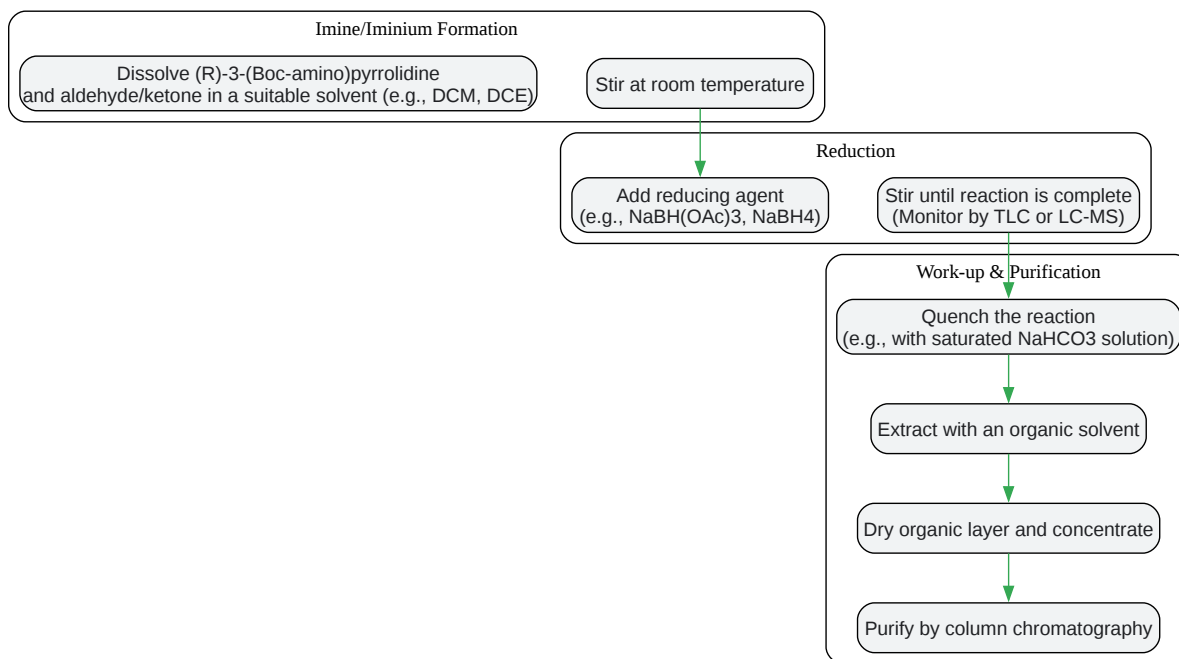 Imine/Iminium Formation
Dissolve (R)-3-(Boc-amino)pyrrolidine
and aldehyde/ketone in a suitable solvent (e.g., DCM, DCE)
Stir at room temperature
Reduction
Add reducing agent
(e.g., NaBH(OAc)3, NaBH4)
Stir until reaction is complete
(Monitor by TLC or LC-MS)
Work-up & Purification
Quench the reaction
(e.g., with saturated NaHCO3 solution)
Extract with an organic solvent
Dry organic layer and concentrate
Purify by column chromatography